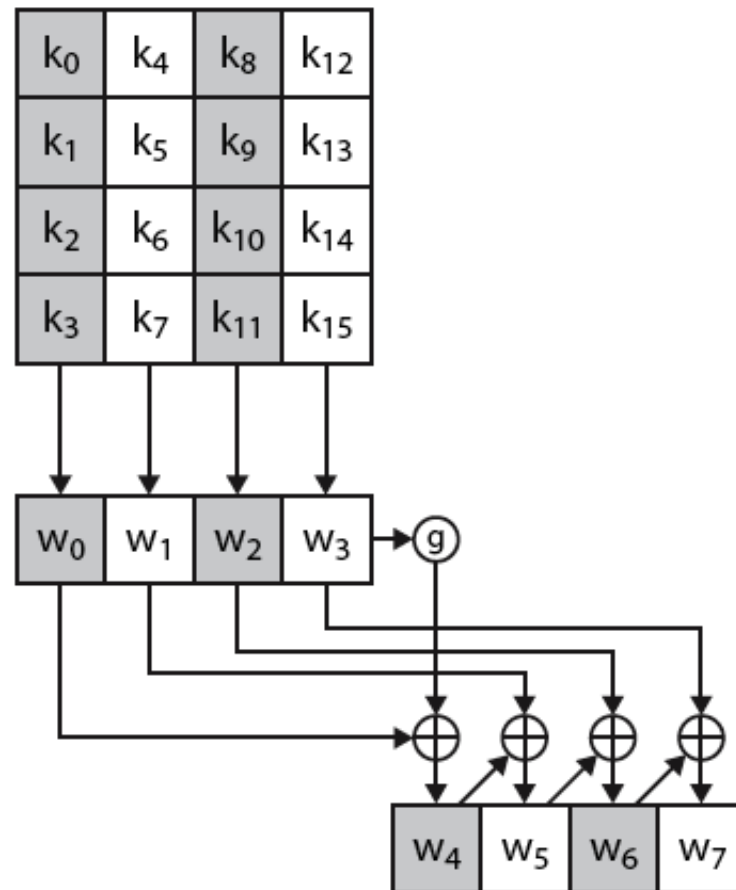 k₀ k₄ k₈ k₁₂
k₁ k₅ k₉ k₁₃
k₂ k₆ k₁₀ k₁₄
k₃ k₇ k₁₁ k₁₅
w₀ w₁ w₂ w₃ g
w₄ w₅ w₆ w₇